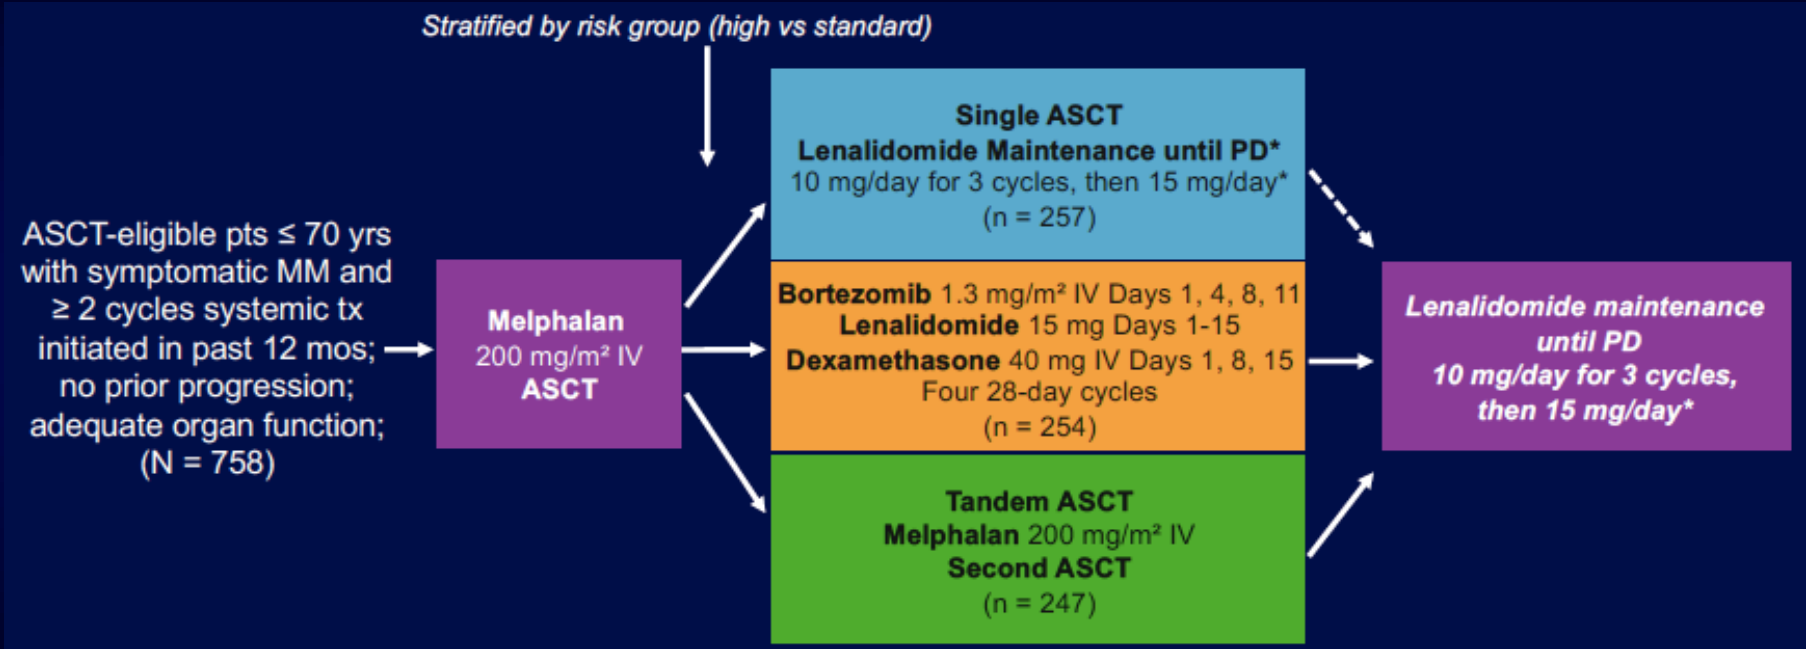 Stratified by risk group (high vs standard)
ASCT-eligible pts ≤ 70 yrs
with symptomatic MM and
≥ 2 cycles systemic tx
initiated in past 12 mos;
no prior progression;
adequate organ function;
(N = 758)
Melphalan
200 mg/m² IV
ASCT
Single ASCT
Lenalidomide Maintenance until PD*
10 mg/day for 3 cycles, then 15 mg/day*
(n = 257)
Bortezomib 1.3 mg/m² IV Days 1, 4, 8, 11
Lenalidomide 15 mg Days 1-15
Dexamethasone 40 mg IV Days 1, 8, 15
Four 28-day cycles
(n = 254)
Tandem ASCT
Melphalan 200 mg/m² IV
Second ASCT
(n = 247)
Lenalidomide maintenance
until PD
10 mg/day for 3 cycles,
then 15 mg/day*